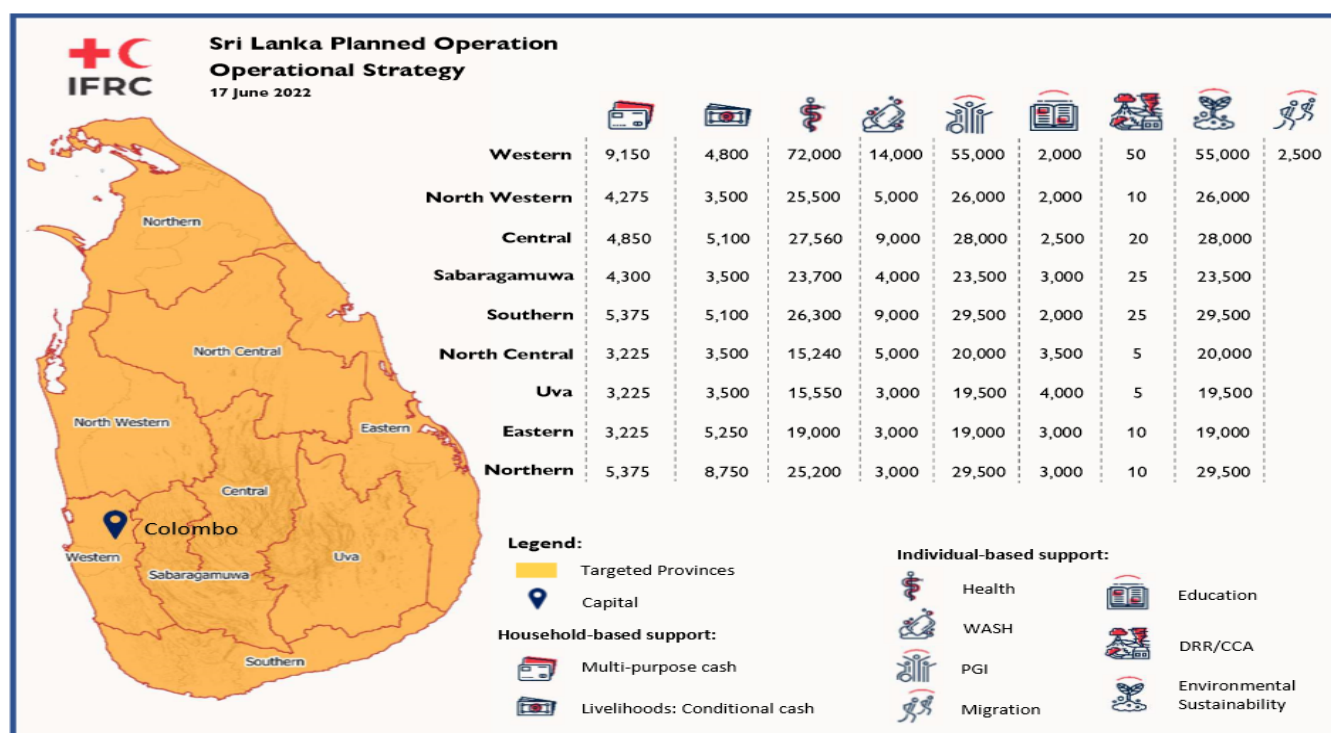 IFRC
Sri Lanka Planned Operation
Operational Strategy
17 June 2022
Western 9,150 4,800 72,000 14,000 55,000 2,000 50 55,000 2,500
North Western 4,275 3,500 25,500 5,000 26,000 2,000 10 26,000
Central 4,850 5,100 27,560 9,000 28,000 2,500 20 28,000
Sabaragamuwa 4,300 3,500 23,700 4,000 23,500 3,000 25 23,500
Southern 5,375 5,100 26,300 9,000 29,500 2,000 25 29,500
North Central 3,225 3,500 15,240 5,000 20,000 3,500 5 20,000
Uva 3,225 3,500 15,550 3,000 19,500 4,000 5 19,500
Eastern 3,225 5,250 19,000 3,000 19,000 3,000 10 19,000
Northern 5,375 8,750 25,200 3,000 29,500 3,000 10 29,500
Northern
North Central
North Western
Eastern
Central
Colombo
Western
Sabaragamuwa
Uva
Southern
Legend:
Targeted Provinces
Capital
Household-based support:
Multi-purpose cash
Livelihoods: Conditional cash
Individual-based support:
Health
WASH
PGI
Migration
Education
DRR/CCA
Environmental
Sustainability